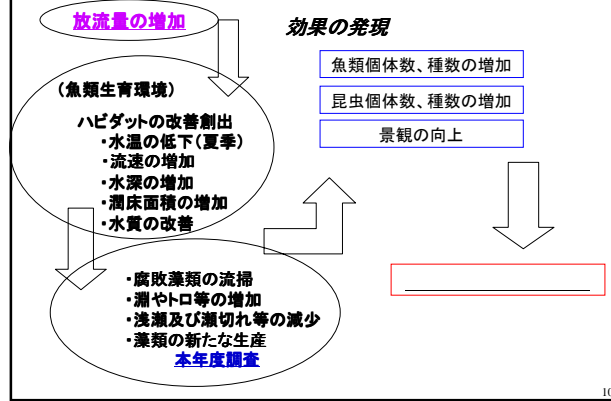 放流量の増加
効果の発現
魚類個体数、種数の増加
昆虫個体数、種数の増加
景観の向上
(魚類生育環境)
ハビダットの改善創出
・水温の低下(夏季)
・流速の増加
・水深の増加
・潤床面積の増加
・水質の改善
・腐敗藻類の流掃
・淵やトロ等の増加
・浅瀬及び瀬切れ等の減少
・藻類の新たな生産
本年度調査
10